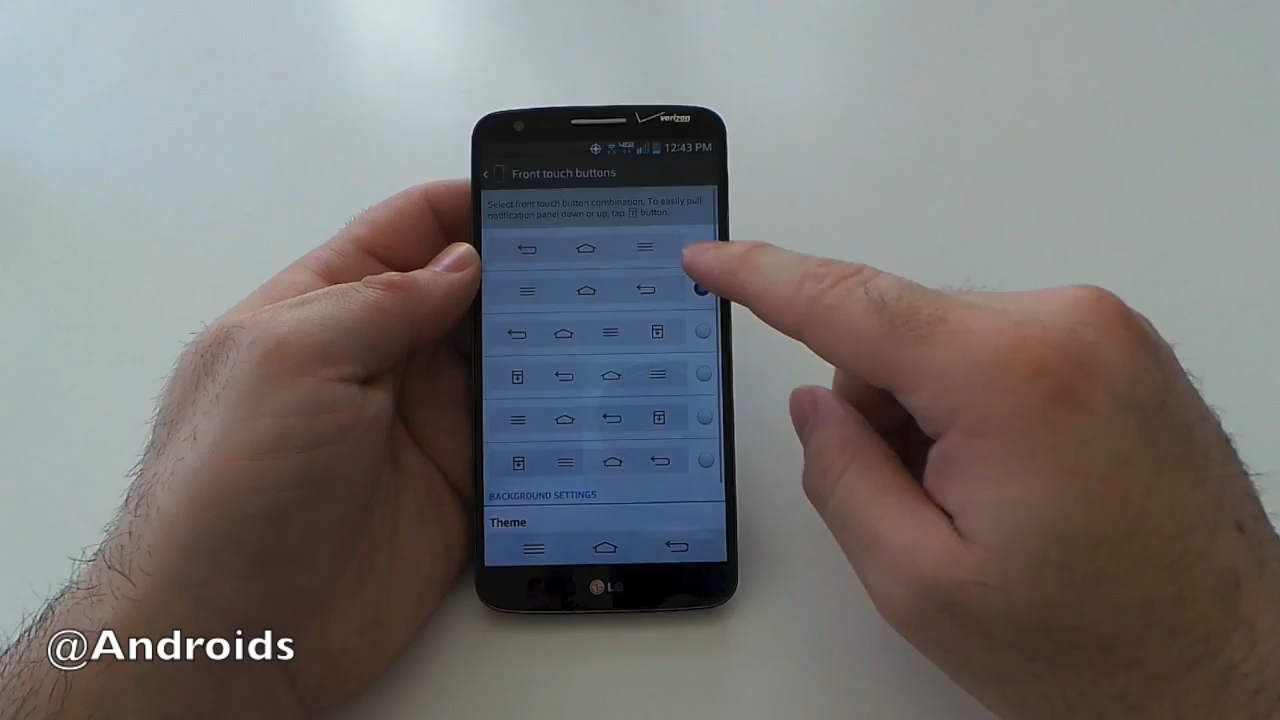 verizon
4G 12:43 PM
Front touch buttons
Select front touch button combination. To easily pull
notification panel down or up, tap button.
BACKGROUND SETTINGS
Theme
LG
@Androids